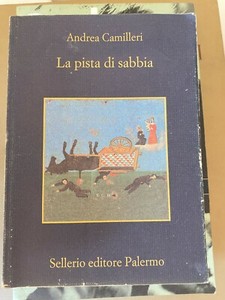 Andrea Camilleri
La pista di sabbia
Sellerio editore Palermo